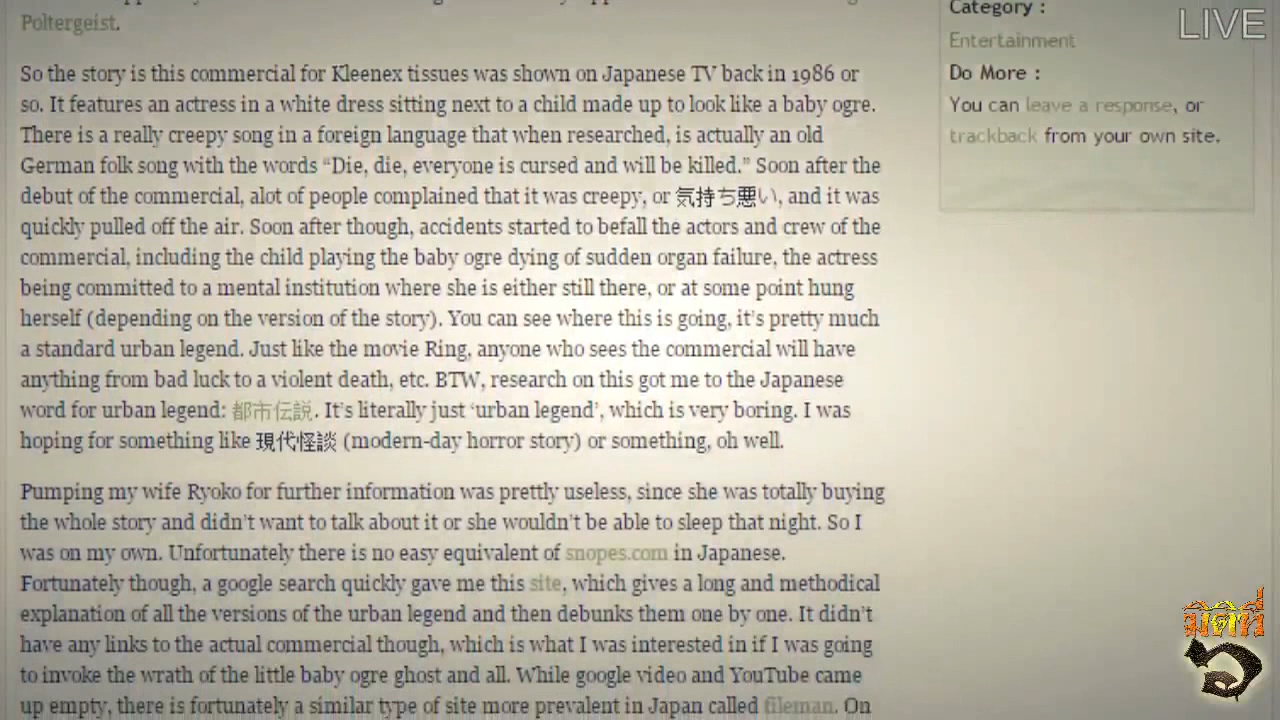 Poltergeist.
So the story is this commercial for Kleenex tissues was shown on Japanese TV back in 1986 or
so. It features an actress in a white dress sitting next to a child made up to look like a baby ogre.
There is a really creepy song in a foreign language that when researched, is actually an old
German folk song with the words “Die, die, everyone is cursed and will be killed.” Soon after the
debut of the commercial, alot of people complained that it was creepy, or 気持ち悪い, and it was
quickly pulled off the air. Soon after though, accidents started to befall the actors and crew of the
commercial, including the child playing the baby ogre dying of sudden organ failure, the actress
being committed to a mental institution where she is either still there, or at some point hung
herself (depending on the version of the story). You can see where this is going, it’s pretty much
a standard urban legend. Just like the movie Ring, anyone who sees the commercial will have
anything from bad luck to a violent death, etc. BTW, research on this got me to the Japanese
word for urban legend: 都市伝説. It’s literally just ‘urban legend’, which is very boring. I was
hoping for something like 現代怪談 (modern-day horror story) or something, oh well.
Pumping my wife Ryoko for further information was prettly useless, since she was totally buying
the whole story and didn’t want to talk about it or she wouldn’t be able to sleep that night. So I
was on my own. Unfortunately there is no easy equivalent of snopes.com in Japanese.
Fortunately though, a google search quickly gave me this site, which gives a long and methodical
explanation of all the versions of the urban legend and then debunks them one by one. It didn’t
have any links to the actual commercial though, which is what I was interested in if I was going
to invoke the wrath of the little baby ogre ghost and all. While google video and YouTube came
up empty, there is fortunately a similar type of site more prevalent in Japan called fileman. On
Category :
Entertainment
Do More :
You can leave a response, or
trackback from your own site.
LIVE
มิติที่